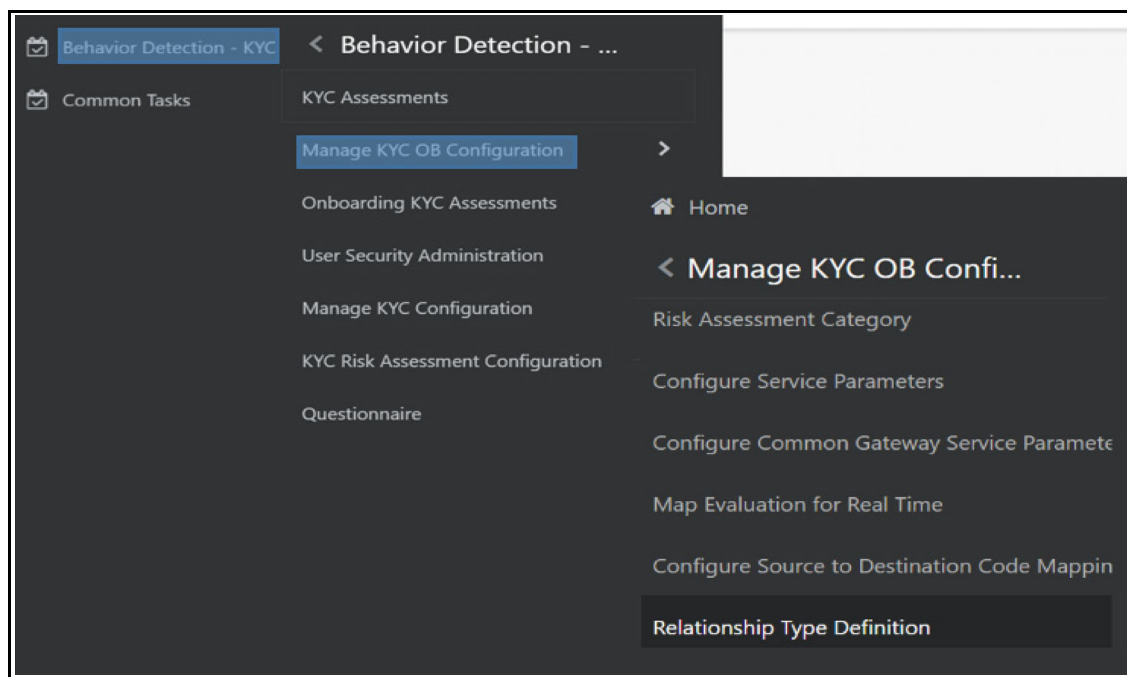 Behavior Detection - KYC
Common Tasks
< Behavior Detection - ...
KYC Assessments
Manage KYC OB Configuration >
Onboarding KYC Assessments
User Security Administration
Manage KYC Configuration
KYC Risk Assessment Configuration
Questionnaire
Home
< Manage KYC OB Confi...
Risk Assessment Category
Configure Service Parameters
Configure Common Gateway Service Paramete
Map Evaluation for Real Time
Configure Source to Destination Code Mappin
Relationship Type Definition